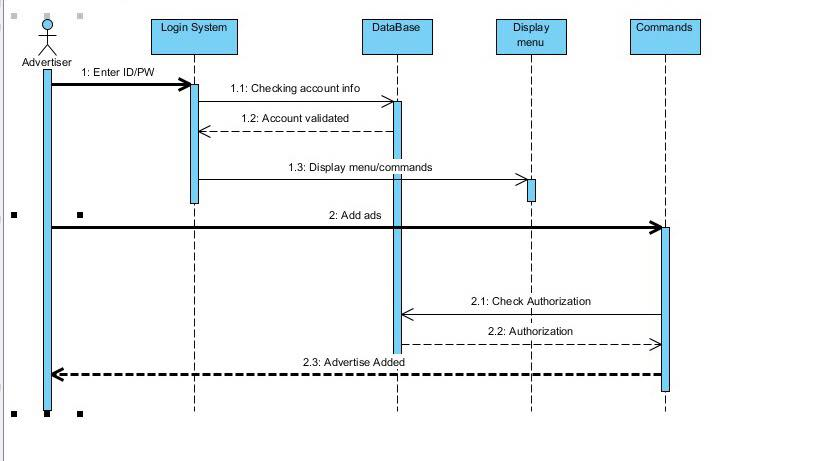 Login System
DataBase
Display
menu
Commands
Advertiser
1: Enter ID/PW
1.1: Checking account info
1.2: Account validated
1.3: Display menu/commands
2: Add ads
2.1: Check Authorization
2.2: Authorization
2.3: Advertise Added